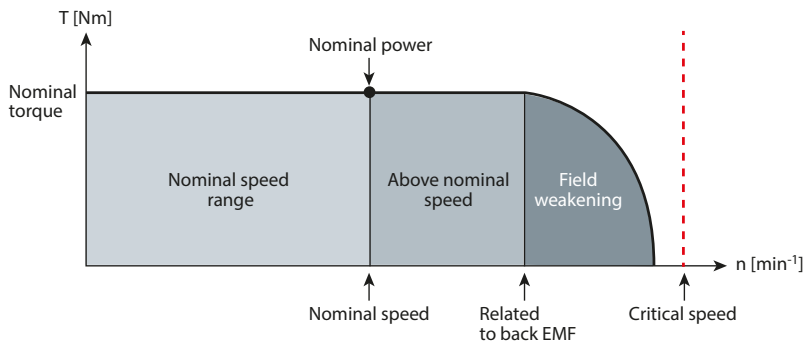 T [Nm]
Nominal power
Nominal
torque
Nominal speed
range
Above nominal
speed
Field
weakening
n [min-1]
Nominal speed
Related
to back EMF
Critical speed